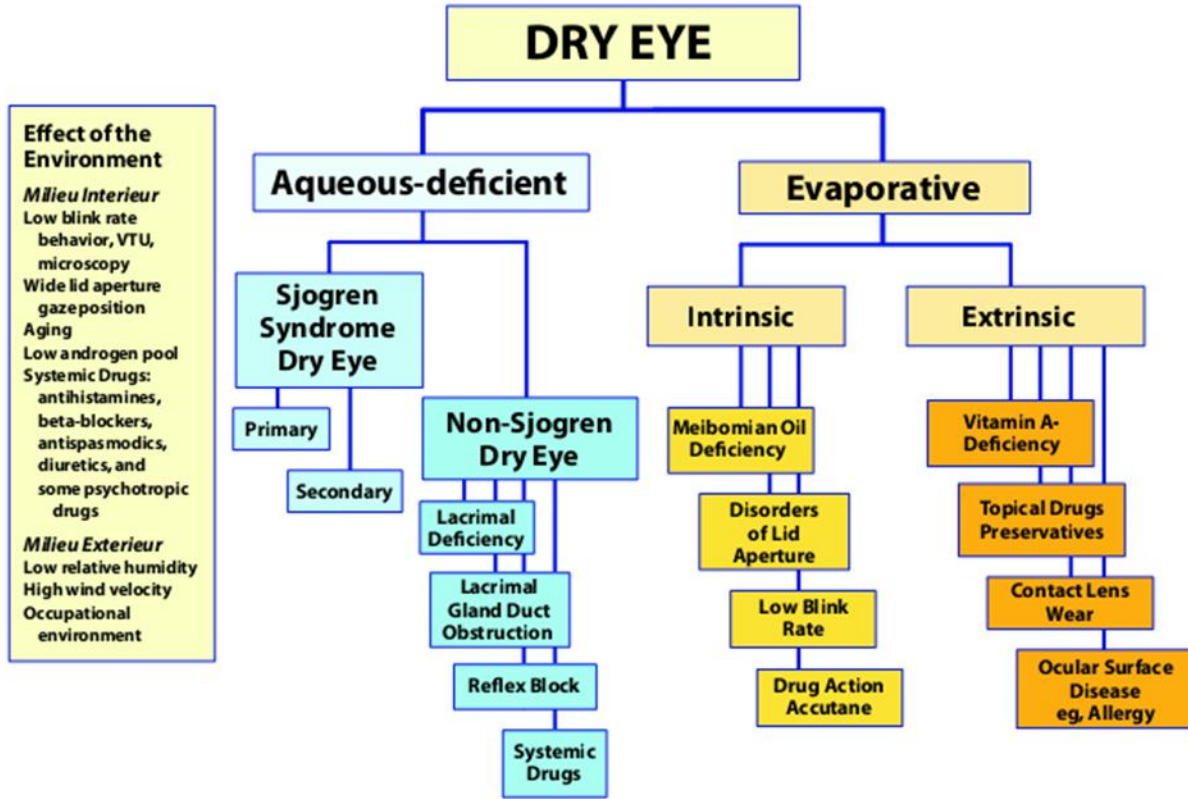 DRY EYE
Effect of the
Environment
Milieu Interieur
Low blink rate
behavior, VTU,
microscopy
Wide lid aperture
gaze position
Aging
Low androgen pool
Systemic Drugs:
antihistamines,
beta-blockers,
antispasmodics,
diuretics, and
some psychotropic
drugs
Milieu Exterieur
Low relative humidity
High wind velocity
Occupational
environment
Aqueous-deficient
Sjogren
Syndrome
Dry Eye
Primary
Secondary
Non-Sjogren
Dry Eye
Lacrimal
Deficiency
Lacrimal
Gland Duct
Obstruction
Reflex Block
Systemic
Drugs
Evaporative
Intrinsic
Meibomian Oil
Deficiency
Disorders
of Lid
Aperture
Low Blink
Rate
Drug Action
Accutane
Extrinsic
Vitamin A-
Deficiency
Topical Drugs
Preservatives
Contact Lens
Wear
Ocular Surface
Disease
eg, Allergy